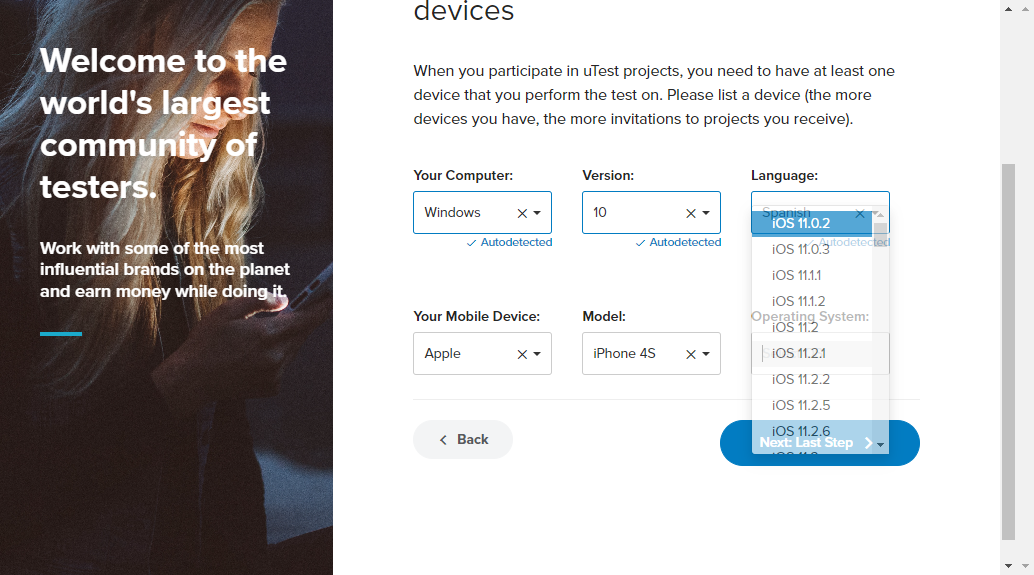 devices
Welcome to the
world's largest
community of
testers.
Work with some of the most
influential brands on the planet
and earn money while doing it.
When you participate in uTest projects, you need to have at least one
device that you perform the test on. Please list a device (the more
devices you have, the more invitations to projects you receive).
Your Computer: Version: Language:
Windows 10 Spanish
Autodetected Autodetected Autodetected
iOS 11.0.2
iOS 11.0.3
iOS 11.1.1
iOS 11.1.2
iOS 11.2
iOS 11.2.1
iOS 11.2.2
iOS 11.2.5
iOS 11.2.6
Your Mobile Device: Model: Operating System:
Apple iPhone 4S
Back Next: Last Step